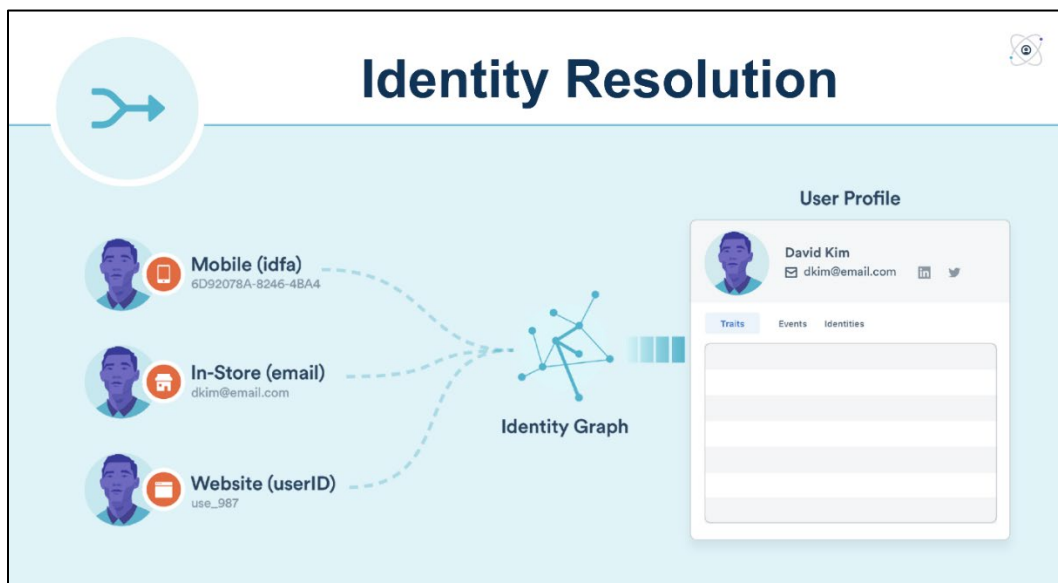 Identity Resolution
User Profile
Mobile (idfa)
6D92078A-8246-4BA4
In-Store (email)
dkim@email.com
Website (userID)
use_987
Identity Graph
David Kim
dkim@email.com
Traits Events Identities